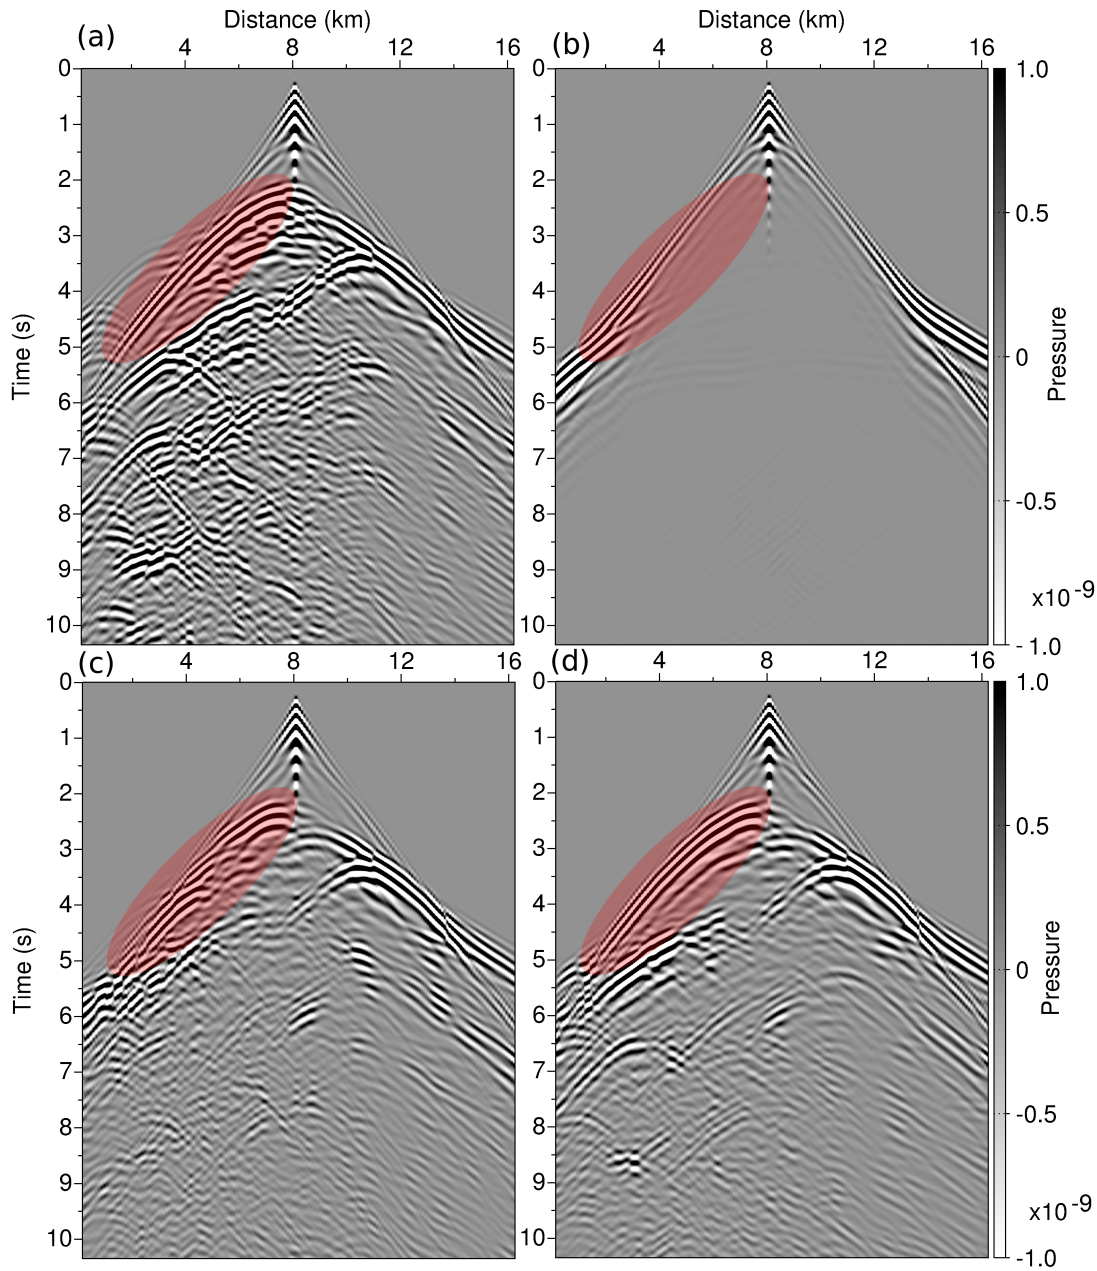 Distance (km) Distance (km)
(a) 4 8 12 16 (b) 4 8 12 16
0 0 1.0
1 1
2 2
0.5
3 3
4 4
Time (s) 5 5 0 Pressure
6 6
7 7
-0.5
8 8
9 9
x10 -9
10 10 -1.0
(c) 4 8 12 16 (d) 4 8 12 16
0 0 1.0
1 1
2 2
0.5
3 3
4 4
Time (s) 5 5 0 Pressure
6 6
7 7
-0.5
8 8
9 9
x10 -9
10 10 -1.0